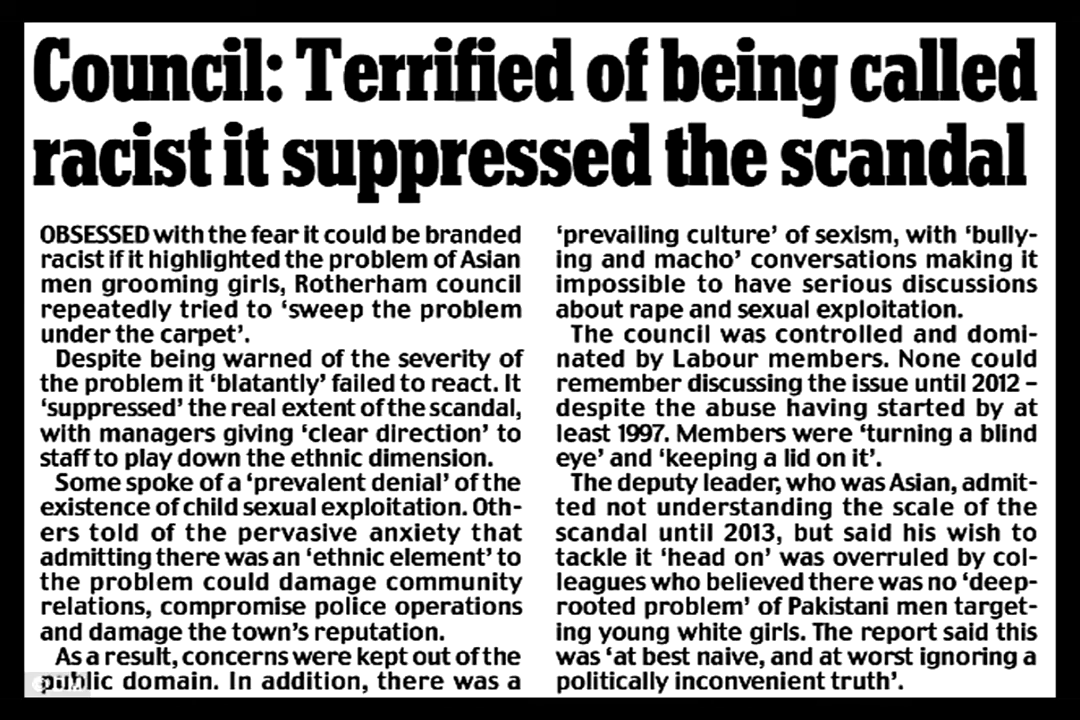 Council: Terrified of being called
racist it suppressed the scandal
OBSESSED with the fear it could be branded
racist if it highlighted the problem of Asian
men grooming girls, Rotherham council
repeatedly tried to ‘sweep the problem
under the carpet’.
Despite being warned of the severity of
the problem it ‘blatantly’ failed to react. It
‘suppressed’ the real extent of the scandal,
with managers giving ‘clear direction’ to
staff to play down the ethnic dimension.
Some spoke of a ‘prevalent denial’ of the
existence of child sexual exploitation. Oth-
ers told of the pervasive anxiety that
admitting there was an ‘ethnic element’ to
the problem could damage community
relations, compromise police operations
and damage the town’s reputation.
As a result, concerns were kept out of the
public domain. In addition, there was a
‘prevailing culture’ of sexism, with ‘bully-
ing and macho’ conversations making it
impossible to have serious discussions
about rape and sexual exploitation.
The council was controlled and domi-
nated by Labour members. None could
remember discussing the issue until 2012 –
despite the abuse having started by at
least 1997. Members were ‘turning a blind
eye’ and ‘keeping a lid on it’.
The deputy leader, who was Asian, admit-
ted not understanding the scale of the
scandal until 2013, but said his wish to
tackle it ‘head on’ was overruled by col-
leagues who believed there was no ‘deep-
rooted problem’ of Pakistani men target-
ing young white girls. The report said this
was ‘at best naive, and at worst ignoring a
politically inconvenient truth’.